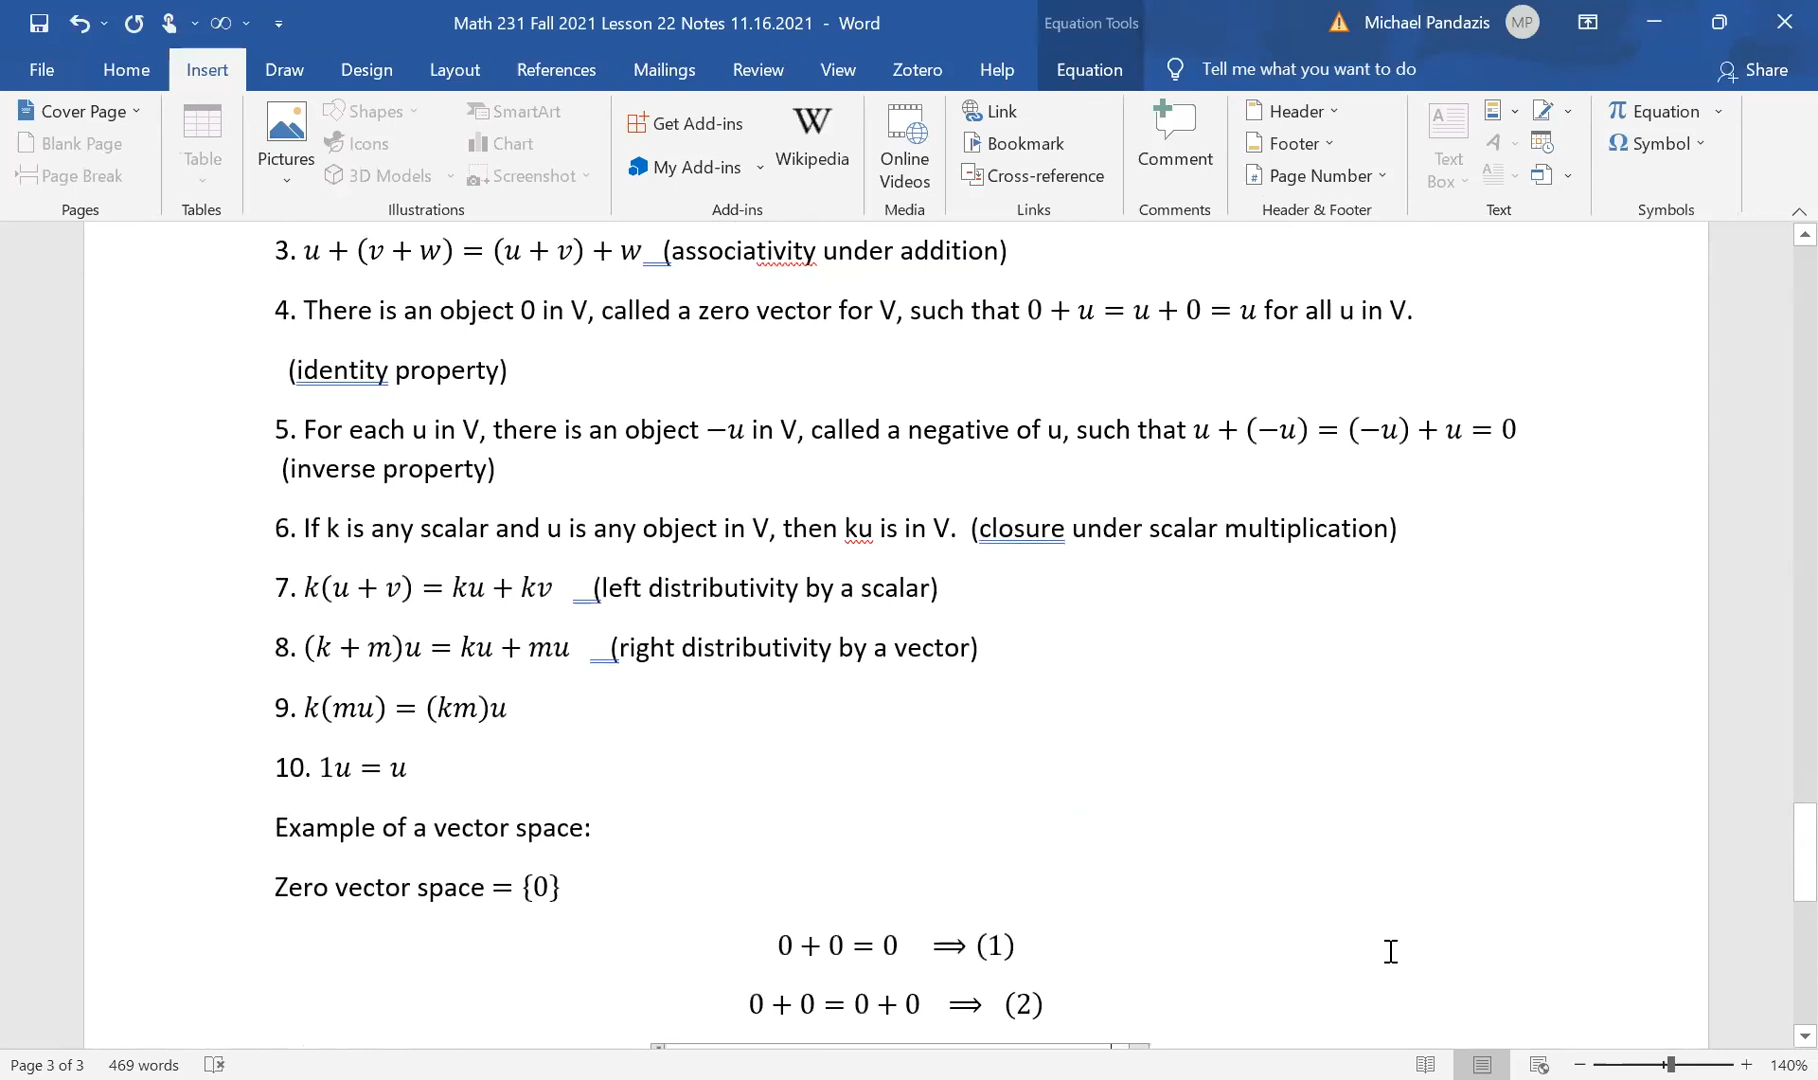 Math 231 Fall 2021 Lesson 22 Notes 11.16.2021 - Word
Equation Tools
Michael Pandazis
MP
File Home Insert Draw Design Layout References Mailings Review View Zotero Help Equation Tell me what you want to do Share
Cover Page
Blank Page
Page Break
Pages
Table
Tables
Pictures
Shapes
Icons
3D Models
SmartArt
Chart
Screenshot
Illustrations
Get Add-ins
My Add-ins
W
Wikipedia
Add-ins
Online
Videos
Media
Link
Bookmark
Cross-reference
Links
Comment
Comments
Header
Footer
Page Number
Header & Footer
Text
Box
Text
π Equation
Ω Symbol
Symbols
3. u + (v + w) = (u + v) + w (associativity under addition)
4. There is an object 0 in V, called a zero vector for V, such that 0 + u = u + 0 = u for all u in V.
(identity property)
5. For each u in V, there is an object −u in V, called a negative of u, such that u + (−u) = (−u) + u = 0
(inverse property)
6. If k is any scalar and u is any object in V, then ku is in V. (closure under scalar multiplication)
7. k(u + v) = ku + kv (left distributivity by a scalar)
8. (k + m)u = ku + mu (right distributivity by a vector)
9. k(mu) = (km)u
10. 1u = u
Example of a vector space:
Zero vector space = {0}
0 + 0 = 0 ⟹ (1)
0 + 0 = 0 + 0 ⟹ (2)
Page 3 of 3 469 words 140%